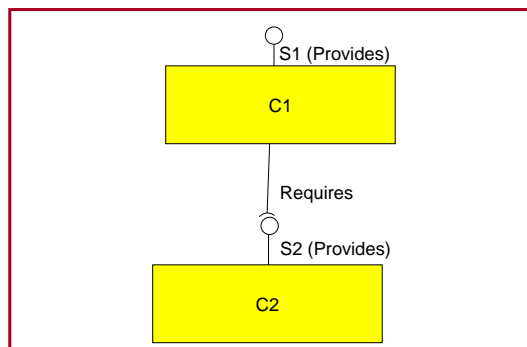 S1 (Provides)
C1
Requires
S2 (Provides)
C2